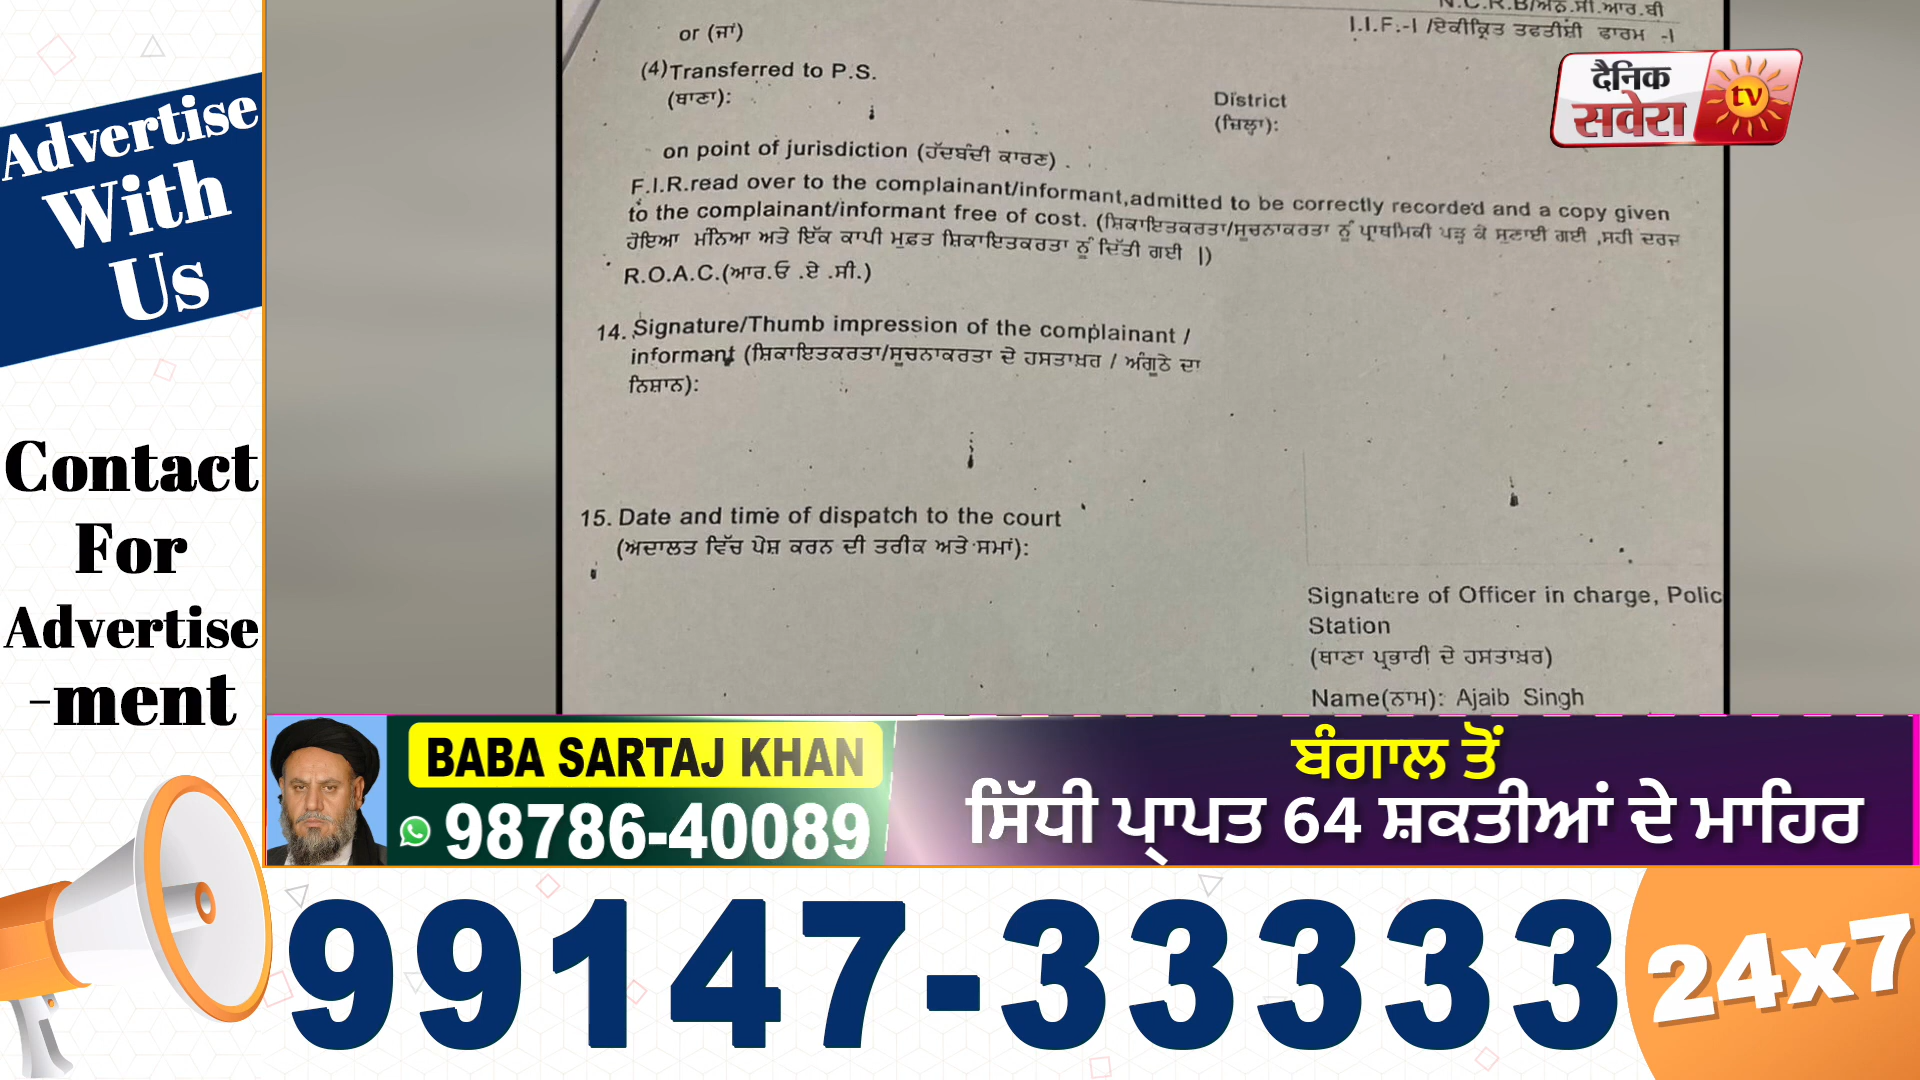 Advertise
With
Us
Contact
For
Advertise
-ment
N.C.R.B/ਐਨ.ਸੀ.ਆਰ.ਬੀ
I.I.F.-I /ਏਕੀਕ੍ਰਿਤ ਤਫਤੀਸ਼ੀ ਫਾਰਮ -I
or (ਜਾਂ)
(4)Transferred to P.S.
(ਥਾਣਾ):
District
(ਜ਼ਿਲ੍ਹਾ):
on point of jurisdiction (ਹੱਦਬੰਦੀ ਕਾਰਣ) .
F.I.R.read over to the complainant/informant,admitted to be correctly recorded and a copy given
to the complainant/informant free of cost. (ਸ਼ਿਕਾਇਤਕਰਤਾ/ਸੂਚਨਾਕਰਤਾ ਨੂੰ ਪ੍ਰਾਥਮਿਕੀ ਪੜ੍ਹ ਕੇ ਸੁਣਾਈ ਗਈ ,ਸਹੀ ਦਰਜ
ਹੋਇਆ ਮੰਨਿਆ ਅਤੇ ਇੱਕ ਕਾਪੀ ਮੁਫ਼ਤ ਸ਼ਿਕਾਇਤਕਰਤਾ ਨੂੰ ਦਿੱਤੀ ਗਈ |)
R.O.A.C.(ਆਰ.ਓ .ਏ .ਸੀ.)
14. Signature/Thumb impression of the complainant /
informant (ਸ਼ਿਕਾਇਤਕਰਤਾ/ਸੂਚਨਾਕਰਤਾ ਦੇ ਹਸਤਾਖ਼ਰ / ਅੰਗੂਠੇ ਦਾ
ਨਿਸ਼ਾਨ):
15. Date and time of dispatch to the court
(ਅਦਾਲਤ ਵਿੱਚ ਪੇਸ਼ ਕਰਨ ਦੀ ਤਰੀਕ ਅਤੇ ਸਮਾਂ):
Signature of Officer in charge, Polic
Station
(ਥਾਣਾ ਪ੍ਰਭਾਰੀ ਦੇ ਹਸਤਾਖ਼ਰ)
Name(ਨਾਮ): Ajaib Singh
दैनिक
सवेरा
tv
BABA SARTAJ KHAN
98786-40089
ਬੰਗਾਲ ਤੋਂ
ਸਿੱਧੀ ਪ੍ਰਾਪਤ 64 ਸ਼ਕਤੀਆਂ ਦੇ ਮਾਹਿਰ
99147-33333
24x7